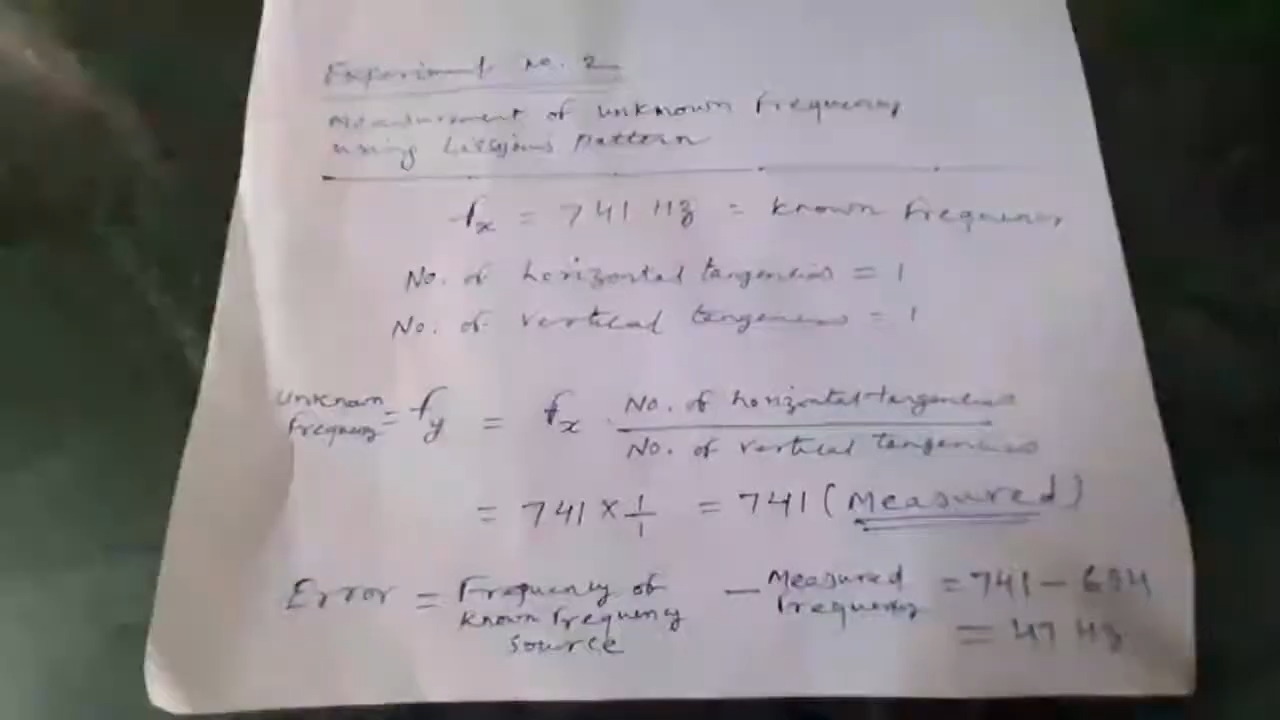 Experiment No. 2
Measurement of unknown frequency
using Lissjous pattern
fx = 741 Hz = known frequency
No. of horizontal tangencies = 1
No. of vertical tangencies = 1
unknown frequency = fy = fx . No. of horizontal tangencies
No. of vertical tangencies
= 741 × 1/1 = 741 (Measured)
Error = Frequency of known frequency source — Measured frequency = 741 - 694
= 47 Hz